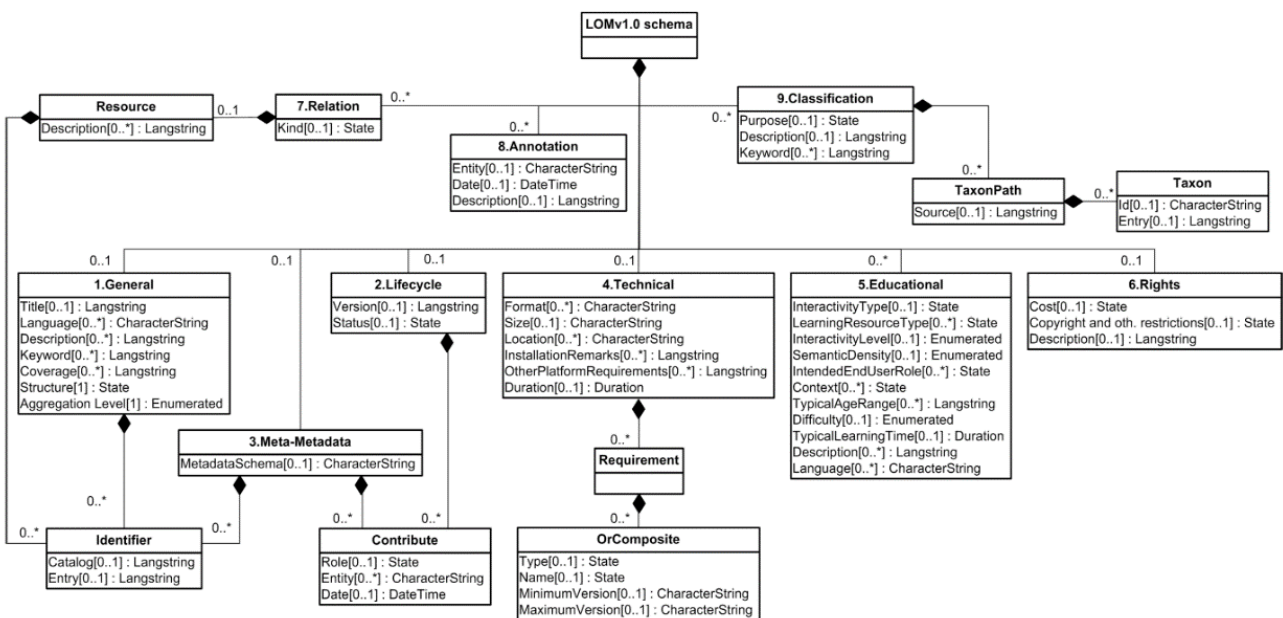 LOMv1.0 schema
Resource
Description[0..*] : Langstring
0..1
7.Relation
Kind[0..1] : State
0..*
0..*
8.Annotation
Entity[0..1] : CharacterString
Date[0..1] : DateTime
Description[0..1] : Langstring
0..*
9.Classification
Purpose[0..1] : State
Description[0..1] : Langstring
Keyword[0..*] : Langstring
0..*
TaxonPath
Source[0..1] : Langstring
0..*
Taxon
Id[0..1] : CharacterString
Entry[0..1] : Langstring
0..1
1.General
Title[0..1] : Langstring
Language[0..*] : CharacterString
Description[0..*] : Langstring
Keyword[0..*] : Langstring
Coverage[0..*] : Langstring
Structure[1] : State
Aggregation Level[1] : Enumerated
0..1
0..1
2.Lifecycle
Version[0..1] : Langstring
Status[0..1] : State
0..1
4.Technical
Format[0..*] : CharacterString
Size[0..1] : CharacterString
Location[0..*] : CharacterString
InstallationRemarks[0..*] : Langstring
OtherPlatformRequirements[0..*] : Langstring
Duration[0..1] : Duration
0..*
5.Educational
InteractivityType[0..1] : State
LearningResourceType[0..*] : State
InteractivityLevel[0..1] : Enumerated
SemanticDensity[0..1] : Enumerated
IntendedEndUserRole[0..*] : State
Context[0..*] : State
TypicalAgeRange[0..*] : Langstring
Difficulty[0..1] : Enumerated
TypicalLearningTime[0..1] : Duration
Description[0..*] : Langstring
Language[0..*] : CharacterString
0..1
6.Rights
Cost[0..1] : State
Copyright and oth. restrictions[0..1] : State
Description[0..1] : Langstring
3.Meta-Metadata
MetadataSchema[0..1] : CharacterString
0..*
Requirement
0..*
0..*
0..*
Identifier
Catalog[0..1] : Langstring
Entry[0..1] : Langstring
0..*
0..*
Contribute
Role[0..1] : State
Entity[0..*] : CharacterString
Date[0..1] : DateTime
0..*
OrComposite
Type[0..1] : State
Name[0..1] : State
MinimumVersion[0..1] : CharacterString
MaximumVersion[0..1] : CharacterString